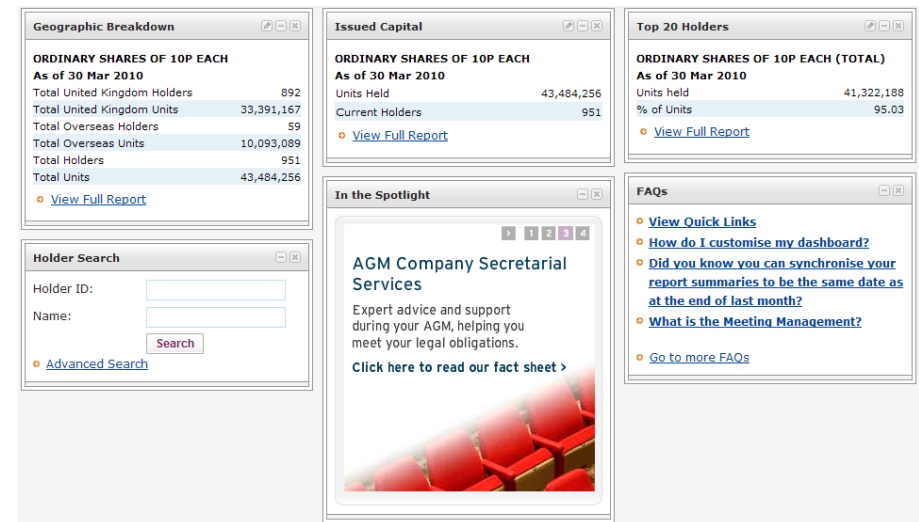 Geographic Breakdown
ORDINARY SHARES OF 10P EACH
As of 30 Mar 2010
Total United Kingdom Holders 892
Total United Kingdom Units 33,391,167
Total Overseas Holders 59
Total Overseas Units 10,093,089
Total Holders 951
Total Units 43,484,256
View Full Report
Holder Search
Holder ID:
Name:
Search
Advanced Search
Issued Capital
ORDINARY SHARES OF 10P EACH
As of 30 Mar 2010
Units Held 43,484,256
Current Holders 951
View Full Report
In the Spotlight
› 1 2 3 4
AGM Company Secretarial
Services
Expert advice and support
during your AGM, helping you
meet your legal obligations.
Click here to read our fact sheet >
Top 20 Holders
ORDINARY SHARES OF 10P EACH (TOTAL)
As of 30 Mar 2010
Units held 41,322,188
% of Units 95.03
View Full Report
FAQs
View Quick Links
How do I customise my dashboard?
Did you know you can synchronise your
report summaries to be the same date as
at the end of last month?
What is the Meeting Management?
Go to more FAQs